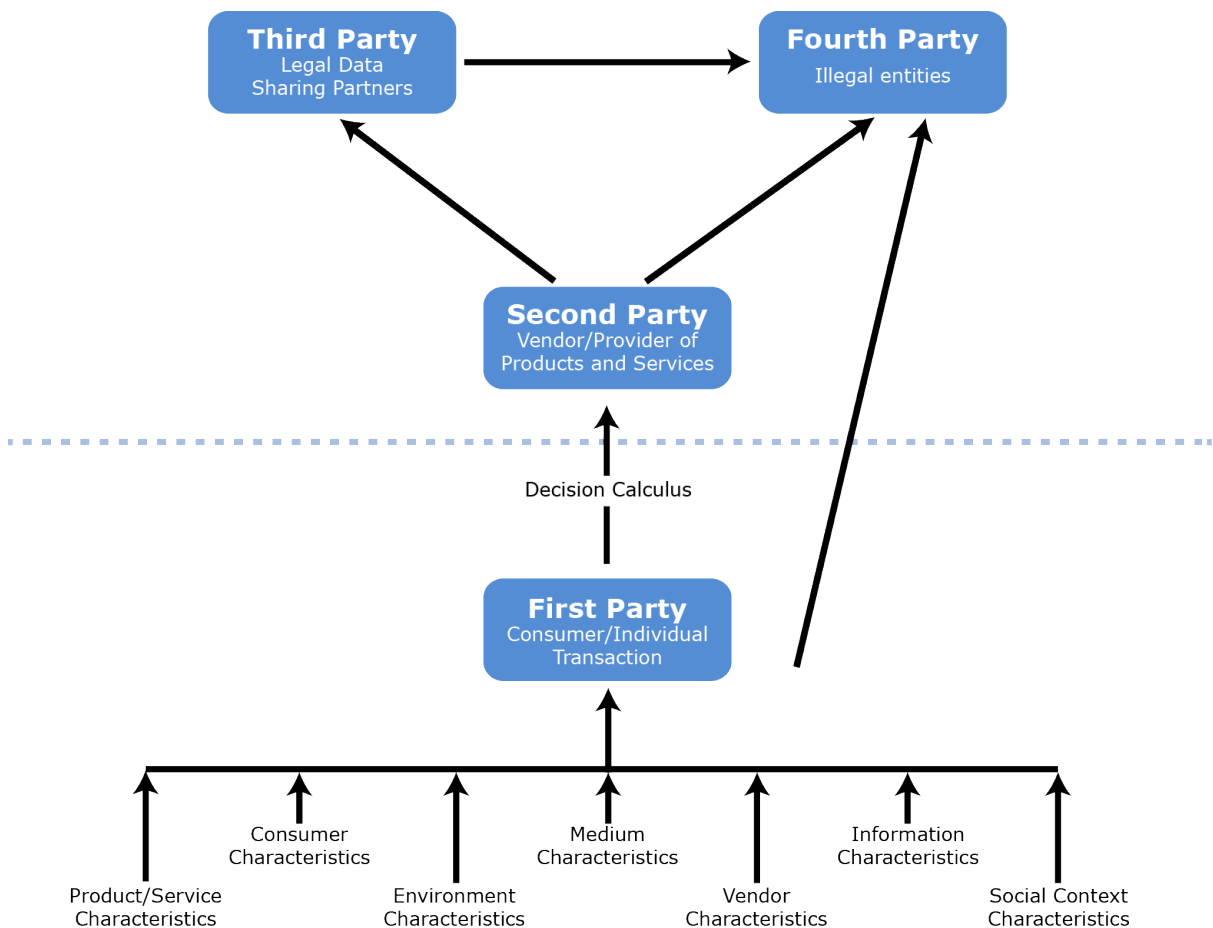 Third Party
Legal Data
Sharing Partners
Fourth Party
Illegal entities
Second Party
Vendor/Provider of
Products and Services
Decision Calculus
First Party
Consumer/Individual
Transaction
Consumer
Characteristics
Medium
Characteristics
Information
Characteristics
Product/Service
Characteristics
Environment
Characteristics
Vendor
Characteristics
Social Context
Characteristics